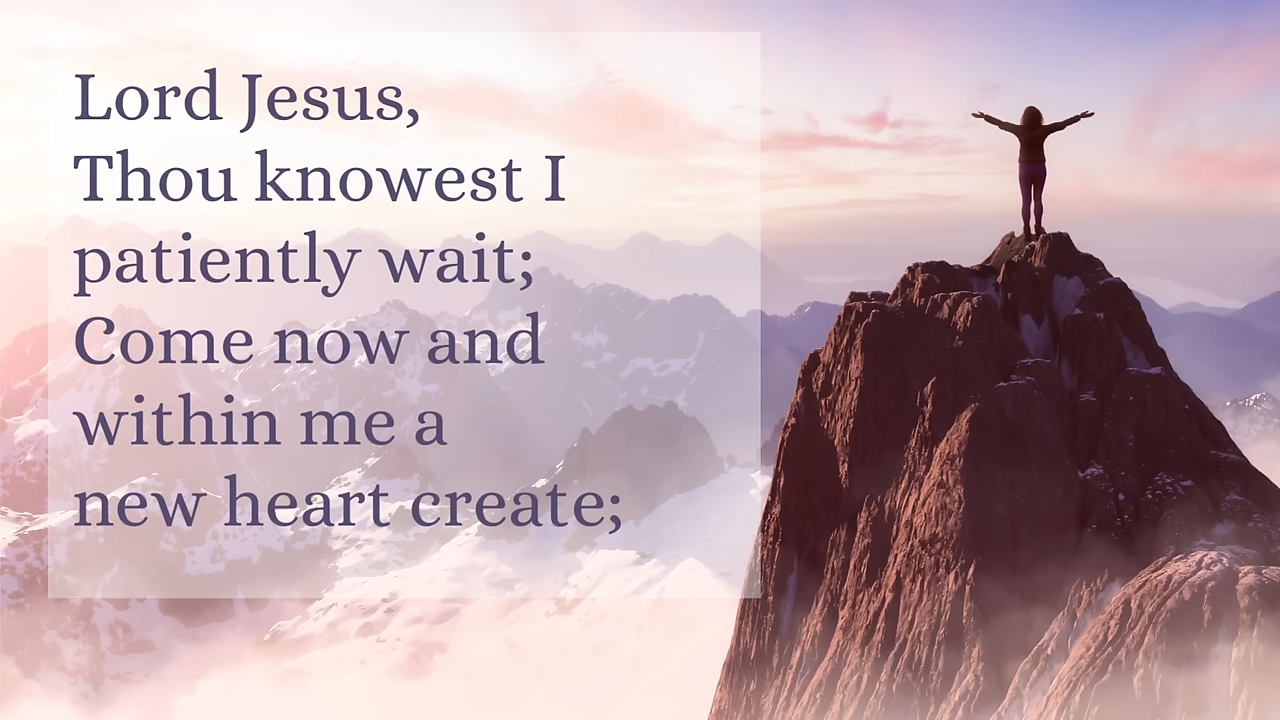 Lord Jesus,
Thou knowest I
patiently wait;
Come now and
within me a
new heart create;